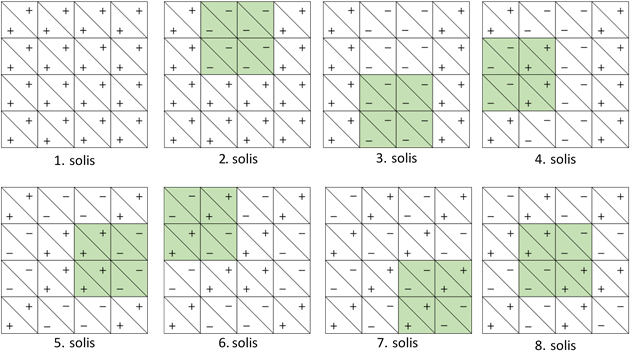 1. solis
2. solis
3. solis
4. solis
5. solis
6. solis
7. solis
8. solis